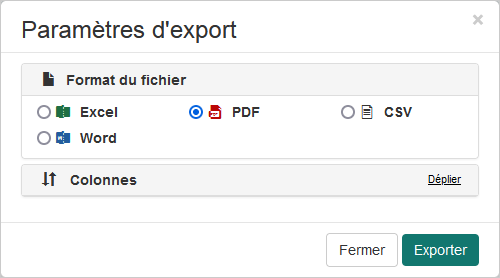 Paramètres d'export
×
Format du fichier
Excel
PDF
CSV
Word
Colonnes
Déplier
Fermer
Exporter